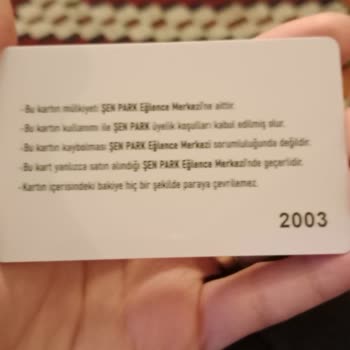 -Bu kartın mülkiyeti ŞEN PARK Eğlence Merkezi'ne aittir.
-Bu kartın kullanımı ile ŞEN PARK üyelik koşulları kabul edilmiş olur.
-Bu kartın kaybolması ŞEN PARK Eğlence Merkezi sorumluluğunda değildir.
-Bu kart yanlızca satın alındığı ŞEN PARK Eğlence Merkezi'nde geçerlidir.
-Kartın içerisindeki bakiye hiç bir şekilde paraya çevrilemez.
2003